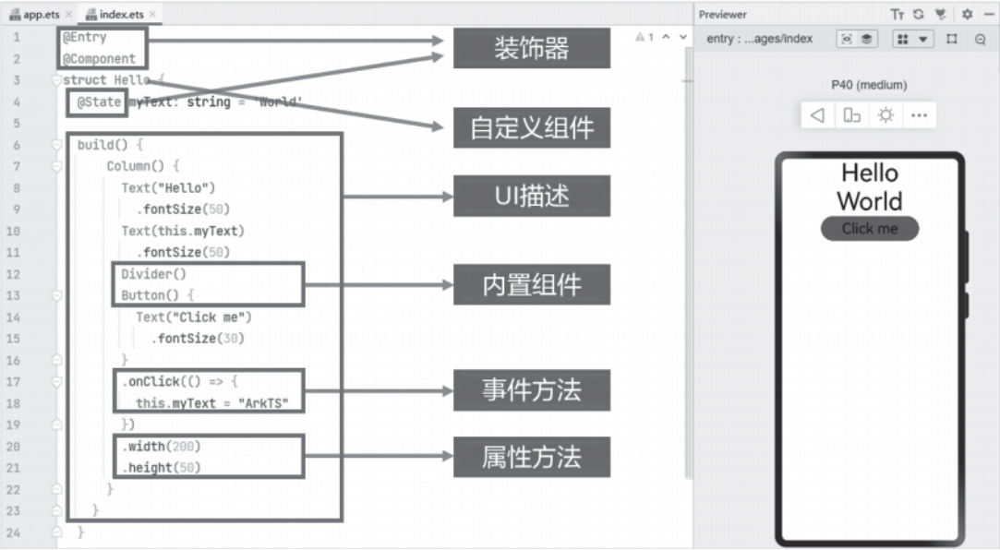 app.ets × index.ets ×
1 @Entry
2 @Component
3 struct Hello {
4 @State myText: string = 'World'
5
6 build() {
7 Column() {
8 Text("Hello")
9 .fontSize(50)
10 Text(this.myText)
11 .fontSize(50)
12 Divider()
13 Button() {
14 Text("Click me")
15 .fontSize(30)
16 }
17 .onClick(() => {
18 this.myText = "ArkTS"
19 })
20 .width(200)
21 .height(50)
22 }
23 }
24 }
1
装饰器
自定义组件
UI描述
内置组件
事件方法
属性方法
Previewer
entry : ...ages/index
P40 (medium)
Hello
World
Click me